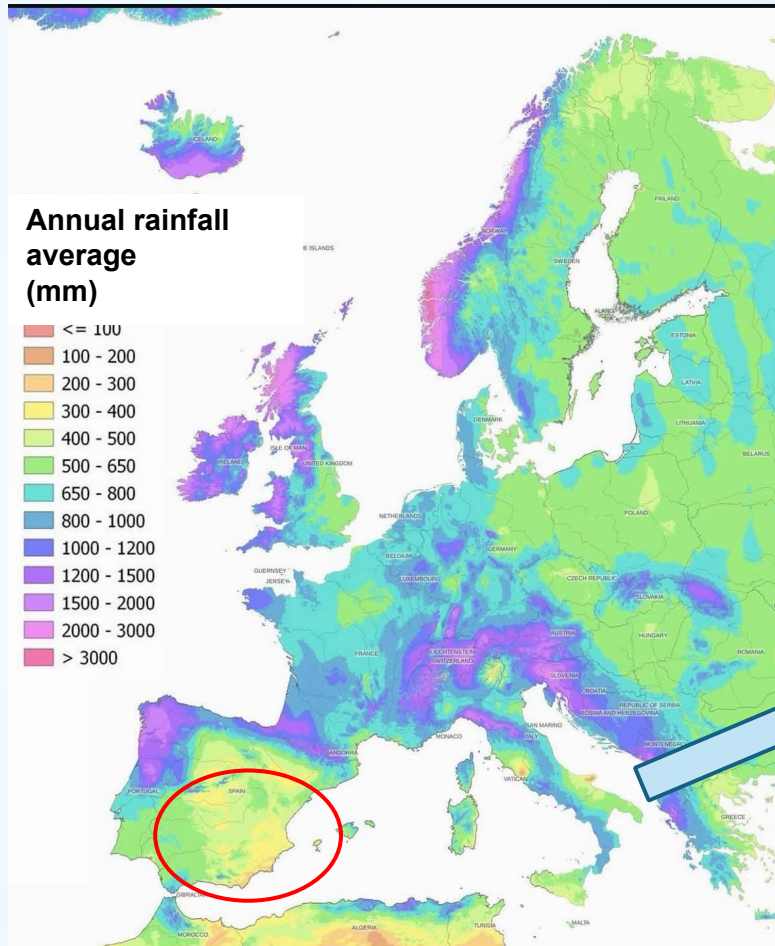 ICELAND
Annual rainfall
average
(mm)
E ISLANDS
<= 100
100 - 200
200 - 300
300 - 400
400 - 500
500 - 650
650 - 800
800 - 1000
1000 - 1200
1200 - 1500
1500 - 2000
2000 - 3000
> 3000
FINLAND
NORWAY
SWEDEN
ALAND
ESTONIA
LATVIA
DENMARK
LITHUANIA
ISLE OF MAN
IRELAND
UNITED KINGDOM
BELARUS
NETHERLANDS
POLAND
BELGIUM
GERMANY
GUERNSEY
JERSEY
LUXEMBOURG
CZECH REPUBLIC
SLOVAKIA
AUSTRIA
HUNGARY
FRANCE
LIECHTENSTEIN
SWITZERLAND
ROMANIA
SLOVENIA
CROATIA
REPUBLIC OF SERBIA
BOSNIA AND HERZEGOVINA
SAN MARINO
MONACO
ITALY
ANDORRA
MONTENEGRO
VATICAN
PORTUGAL
SPAIN
GREECE
GIBRALTAR
MALTA
ALGERIA
TUNISIA
MOROCCO